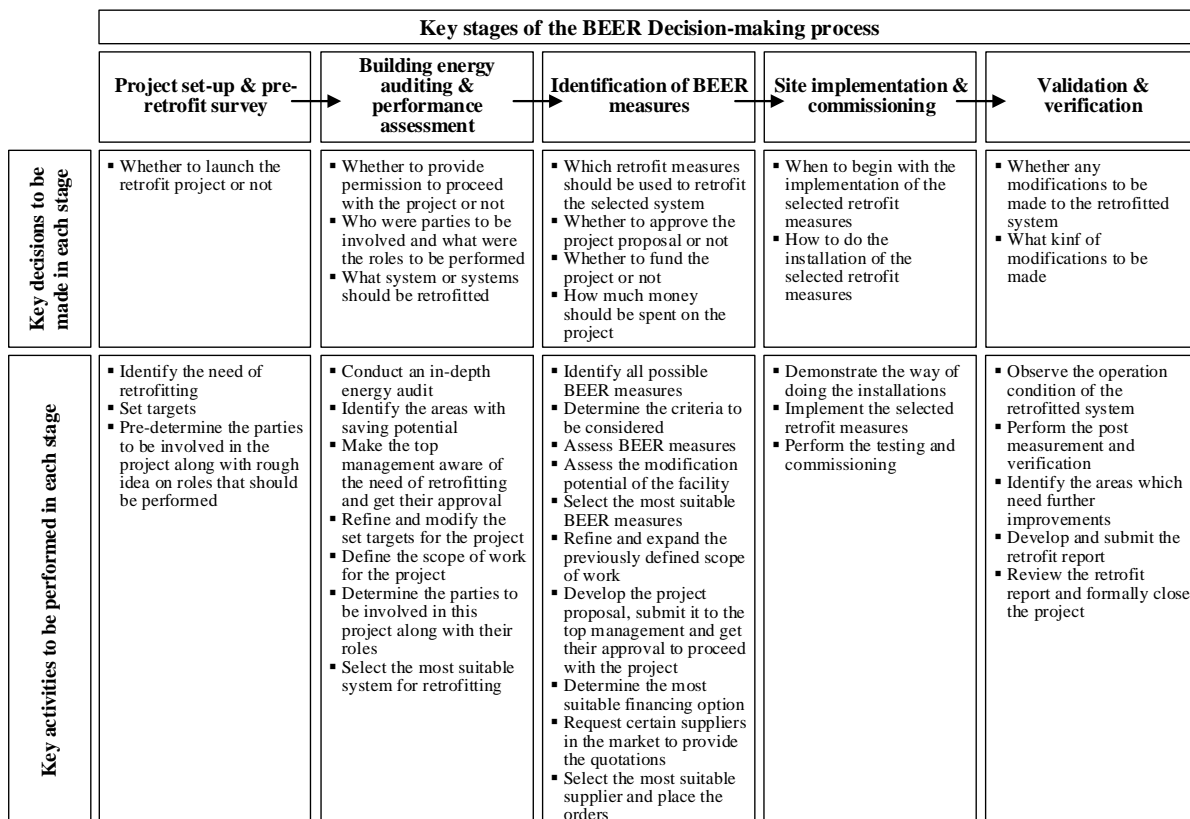 Key stages of the BEER Decision-making process
Project set-up & pre-
retrofit survey
Building energy
auditing &
performance
assessment
Identification of BEER
measures
Site implementation &
commissioning
Validation &
verification
Key decisions to be
made in each stage
▪ Whether to launch the
retrofit project or not
▪ Whether to provide
permission to proceed
with the project or not
▪ Who were parties to be
involved and what were
the roles to be performed
▪ What system or systems
should be retrofitted
▪ Which retrofit measures
should be used to retrofit
the selected system
▪ Whether to approve the
project proposal or not
▪ Whether to fund the
project or not
▪ How much money
should be spent on the
project
▪ When to begin with the
implementation of the
selected retrofit
measures
▪ How to do the
installation of the
selected retrofit
measures
▪ Whether any
modifications to be
made to the retrofitted
system
▪ What kinf of
modifications to be
made
Key activities to be performed in each stage
▪ Identify the need of
retrofitting
▪ Set targets
▪ Pre-determine the parties
to be involved in the
project along with rough
idea on roles that should
be performed
▪ Conduct an in-depth
energy audit
▪ Identify the areas with
saving potential
▪ Make the top
management aware of
the need of retrofitting
and get their approval
▪ Refine and modify the
set targets for the project
▪ Define the scope of work
for the project
▪ Determine the parties to
be involved in this
project along with their
roles
▪ Select the most suitable
system for retrofitting
▪ Identify all possible
BEER measures
▪ Determine the criteria to
be considered
▪ Assess BEER measures
▪ Assess the modification
potential of the facility
▪ Select the most suitable
BEER measures
▪ Refine and expand the
previously defined scope
of work
▪ Develop the project
proposal, submit it to the
top management and get
their approval to proceed
with the project
▪ Determine the most
suitable financing option
▪ Request certain suppliers
in the market to provide
the quotations
▪ Select the most suitable
supplier and place the
orders
▪ Demonstrate the way of
doing the installations
▪ Implement the selected
retrofit measures
▪ Perform the testing and
commissioning
▪ Observe the operation
condition of the
retrofitted system
▪ Perform the post
measurement and
verification
▪ Identify the areas which
need further
improvements
▪ Develop and submit the
retrofit report
▪ Review the retrofit
report and formally close
the project